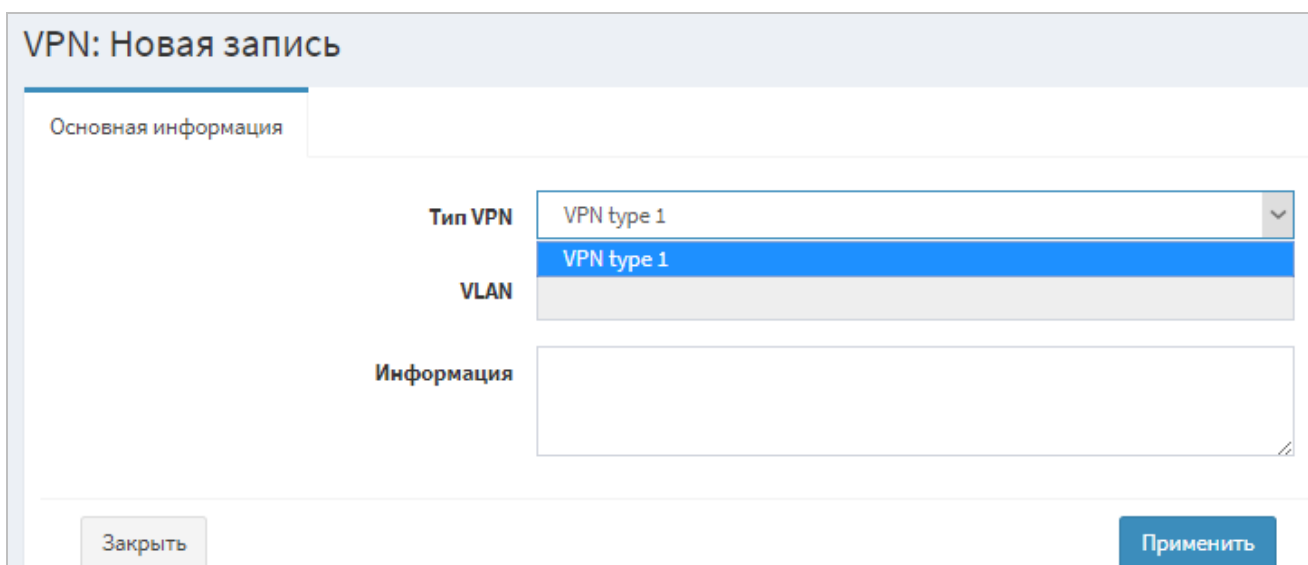 VPN: Новая запись
Основная информация
Тип VPN
VPN type 1
VPN type 1
VLAN
Информация
Закрыть
Применить